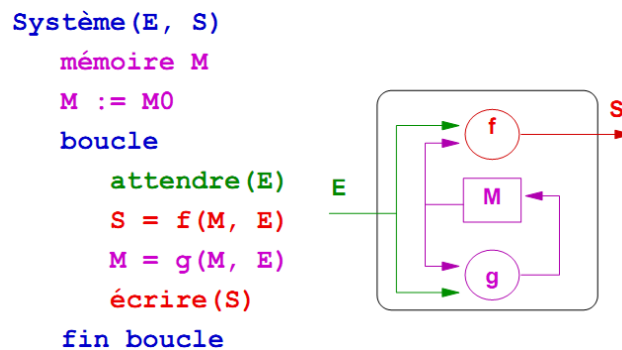 Système(E, S)
mémoire M
M := M0
boucle
attendre(E)
S = f(M, E)
M = g(M, E)
écrire(S)
fin boucle
E
f
M
g
S